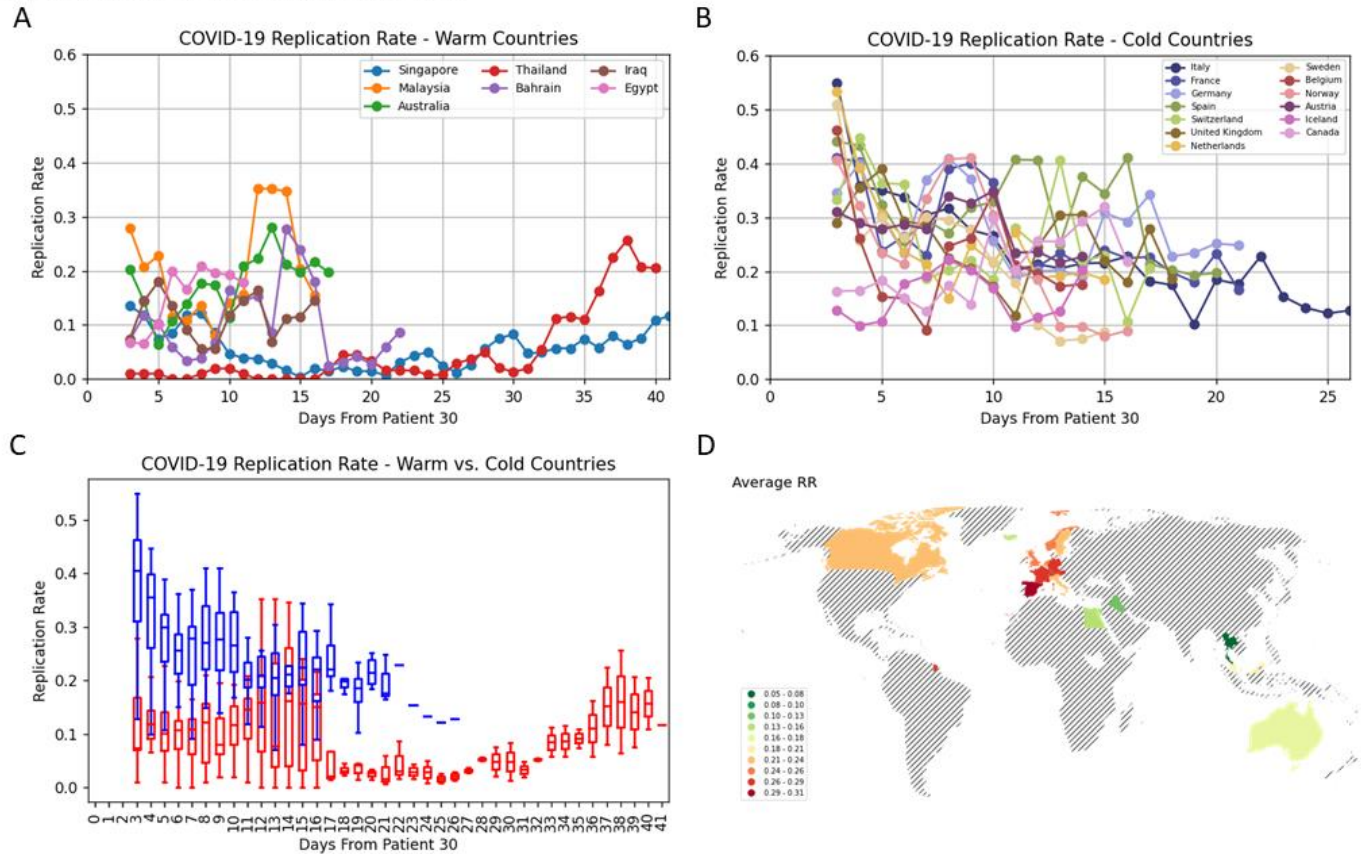 A
COVID-19 Replication Rate - Warm Countries
Replication Rate
0.6
0.5
0.4
0.3
0.2
0.1
0.0
Singapore Thailand Iraq
Malaysia Bahrain Egypt
Australia
0 5 10 15 20 25 30 35 40
Days From Patient 30
B
COVID-19 Replication Rate - Cold Countries
Replication Rate
0.6
0.5
0.4
0.3
0.2
0.1
0.0
Italy Sweden
France Belgium
Germany Norway
Spain Austria
Switzerland Iceland
United Kingdom Canada
Netherlands
0 5 10 15 20 25
Days From Patient 30
C
COVID-19 Replication Rate - Warm vs. Cold Countries
Replication Rate
0.5
0.4
0.3
0.2
0.1
0.0
0 1 2 3 4 5 6 7 8 9 10 11 12 13 14 15 16 17 18 19 20 21 22 23 24 25 26 27 28 29 30 31 32 33 34 35 36 37 38 39 40 41
Days From Patient 30
D
Average RR
0.05 - 0.08
0.08 - 0.10
0.10 - 0.13
0.13 - 0.16
0.16 - 0.18
0.18 - 0.21
0.21 - 0.24
0.24 - 0.26
0.26 - 0.29
0.29 - 0.31